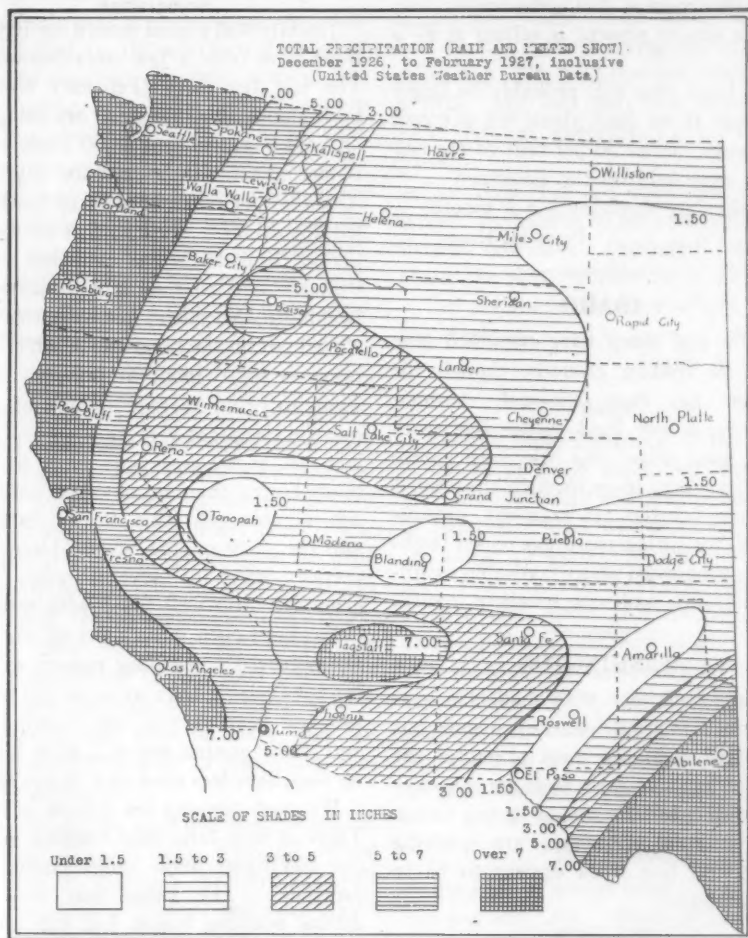 TOTAL PRECIPITATION (RAIN AND MELTED SNOW)
December 1926, to February 1927, inclusive
(United States Weather Bureau Data)
7.00 5.00 3.00
Seattle
Spokane
Kalispell
Havre
Williston
Lewiston
Walla Walla
Portland
Helena
1.50
Miles City
Baker City
Roseburg
5.00
Boise
Sheridan
Rapid City
Pocatello
Lander
Red Bluff
Winnemucca
Cheyenne
North Platte
Salt Lake City
Reno
Denver
1.50
1.50
Grand Junction
San Francisco
Tonopah
1.50
Pueblo
Modena
Blanding
Dodge City
Fresno
Santa Fe
Flagstaff
7.00
Amarillo
Los Angeles
Phoenix
Roswell
7.00
Yuma
5.00
Abilene
El Paso
3.00 1.50
1.50
3.00
5.00
7.00
SCALE OF SHADES IN INCHES
Under 1.5 1.5 to 3 3 to 5 5 to 7 Over 7